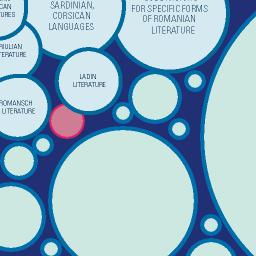 SARDINIAN,
CORSICAN
LANGUAGES
FOR SPECIFIC FORMS
OF ROMANIAN
LITERATURE
LADIN
LITERATURE
ROMANSCH
LITERATURE